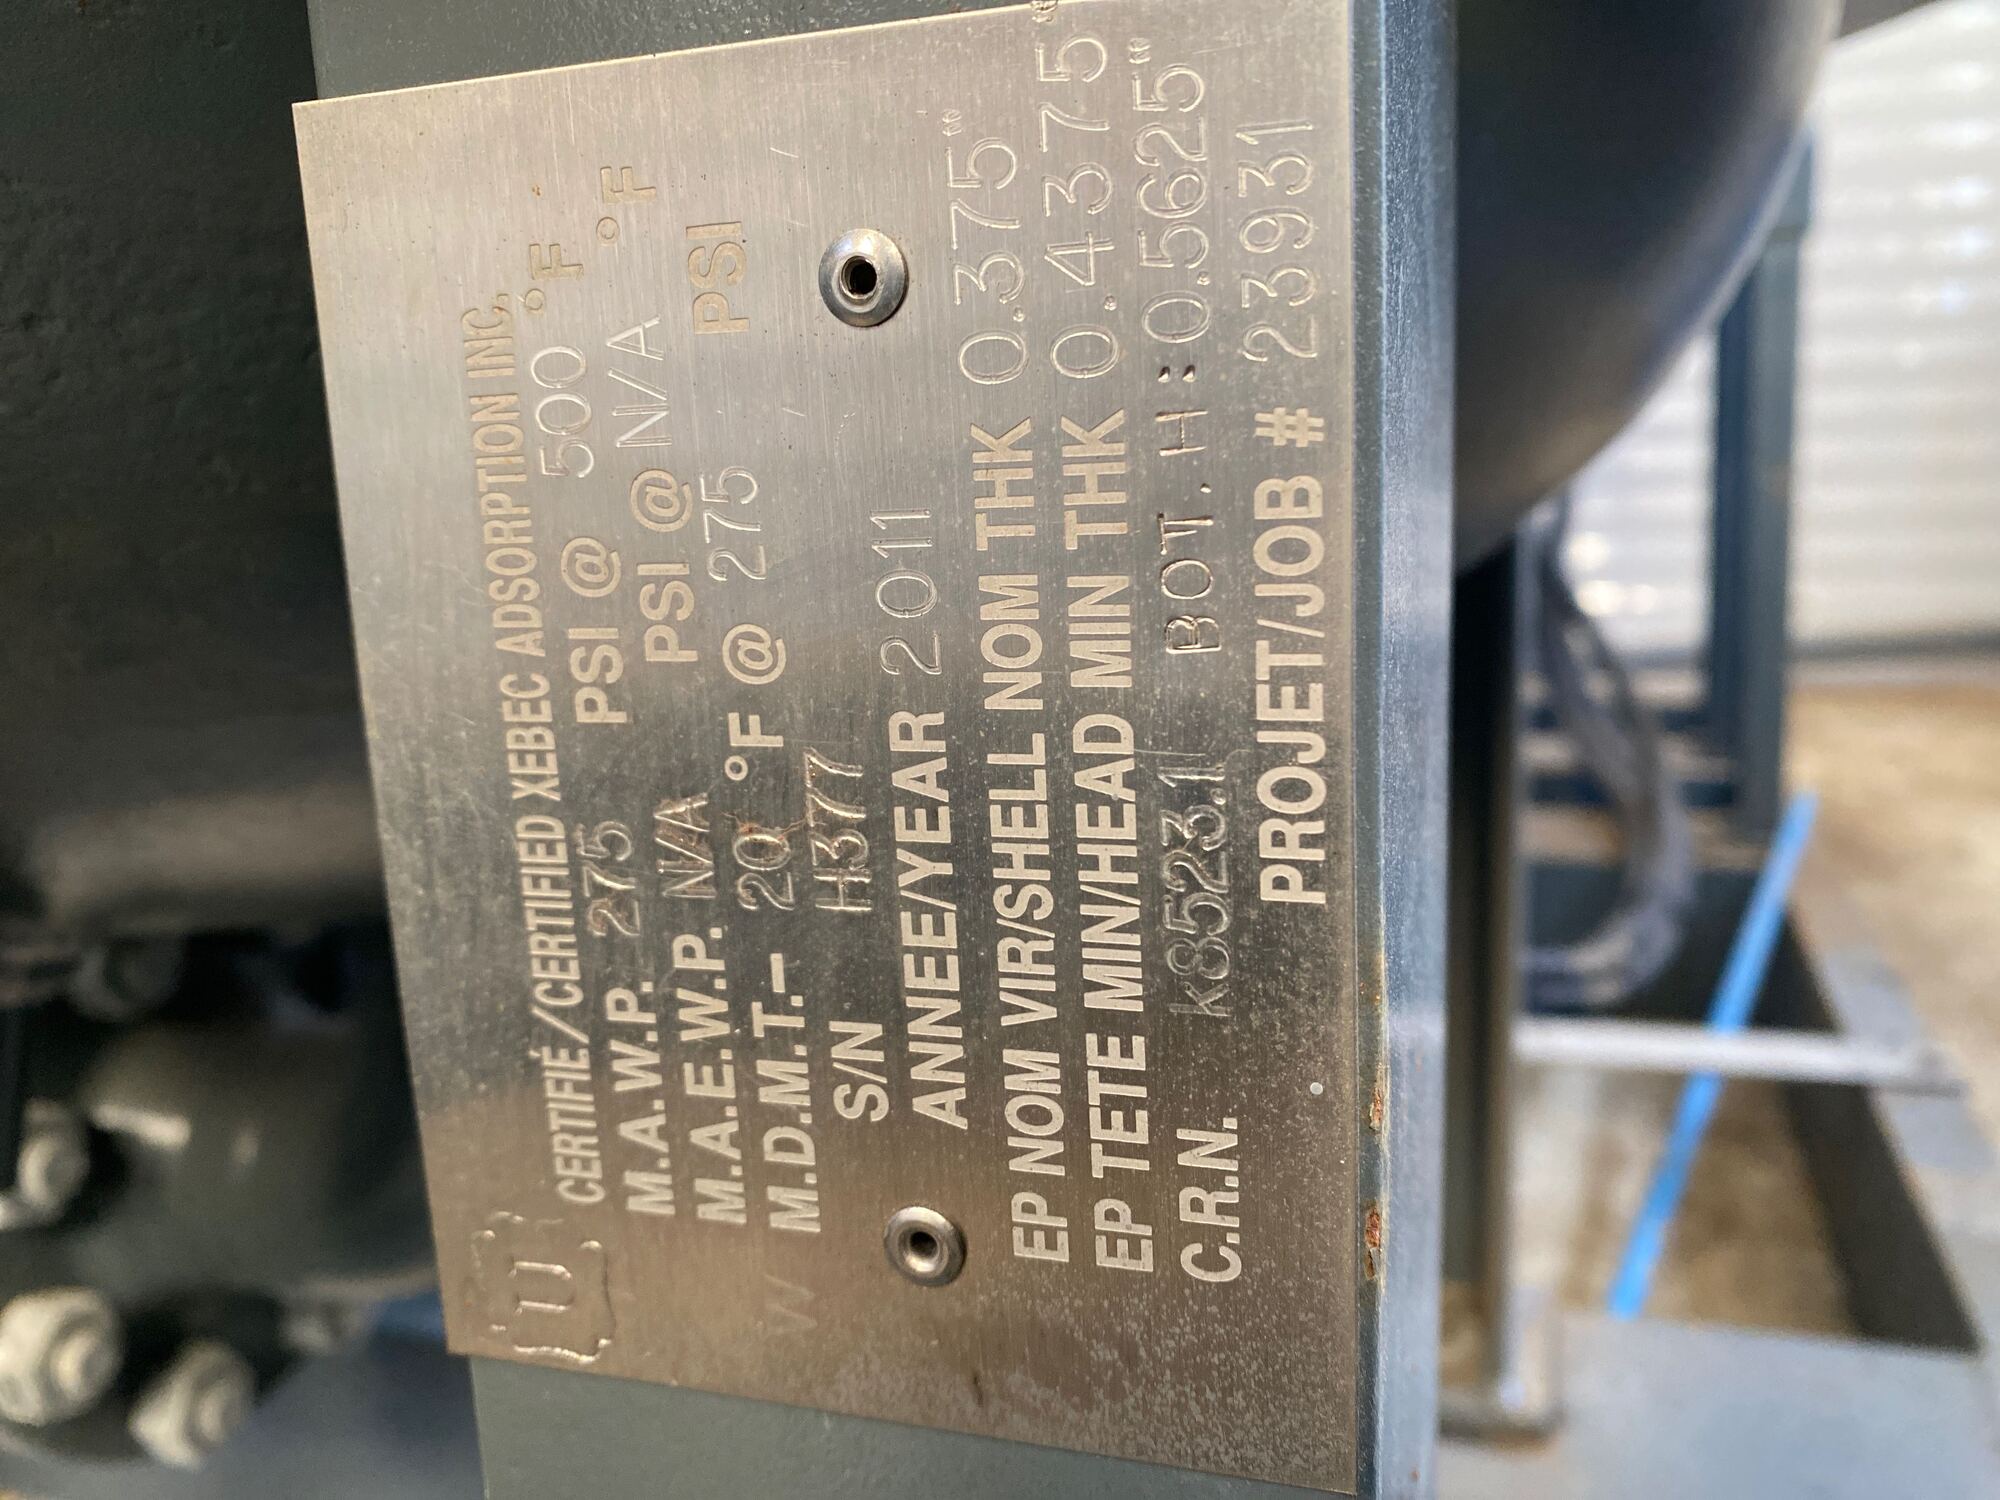 U
CERTIFIÉ/CERTIFIED XEBEC ADSORPTION INC.
M.A.W.P. 275 PSI @ 500 °F
M.A.E.W.P. N/A PSI @ N/A °F
M.D.M.T.– 20 °F @ 275 PSI
W
S/N H377
ANNEE/YEAR 2011
EP NOM VIR/SHELL NOM THK 0.375"
EP TETE MIN/HEAD MIN THK 0.4375"
C.R.N. k8523.1 BOT.H:0.5625"
PROJET/JOB # 23931